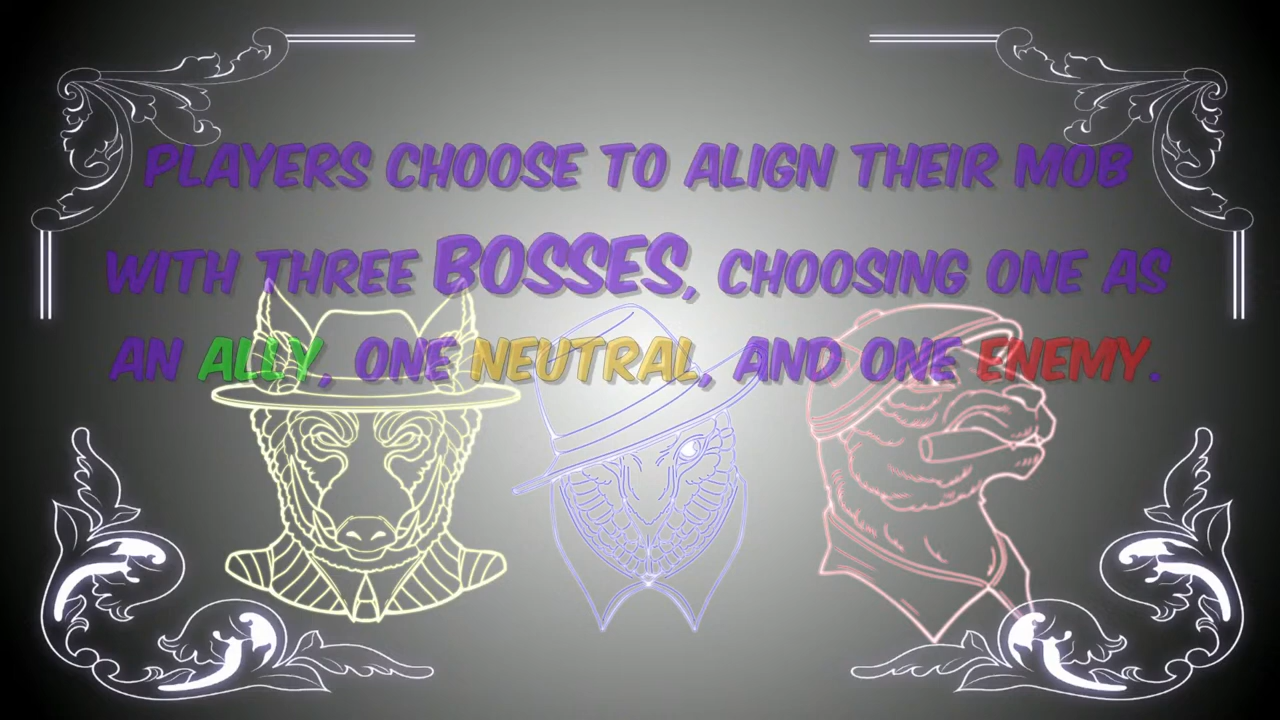 PLAYERS CHOOSE TO ALIGN THEIR MOB
WITH THREE BOSSES, CHOOSING ONE AS
AN ALLY, ONE NEUTRAL, AND ONE ENEMY.